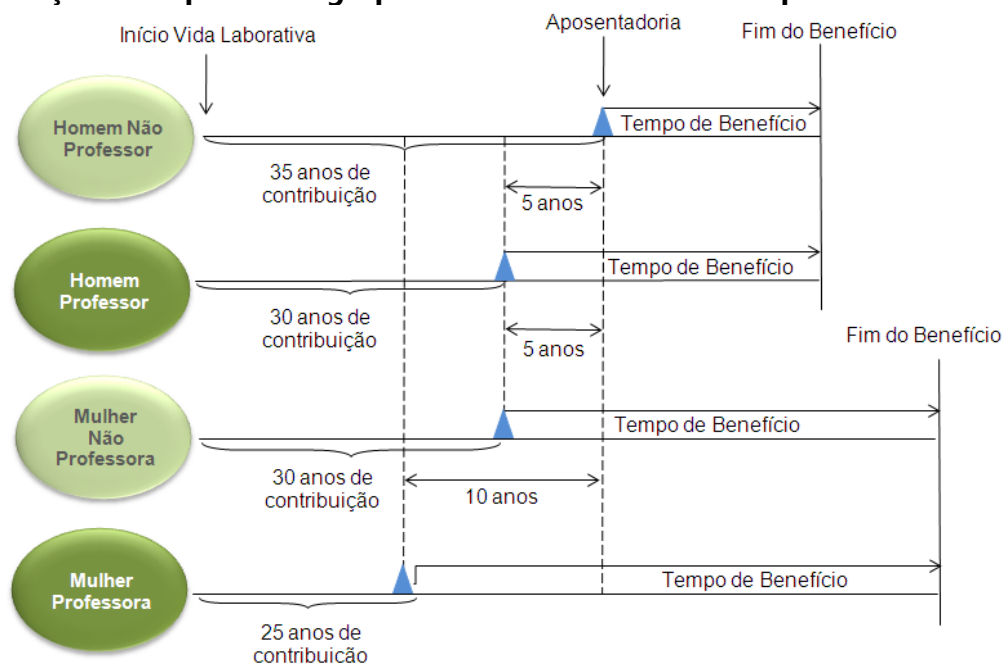 Início Vida Laborativa
Aposentadoria
Fim do Benefício
Homem Não
Professor
Tempo de Benefício
35 anos de
contribuição
5 anos
Homem
Professor
Tempo de Benefício
30 anos de
contribuição
5 anos
Fim do Benefício
Mulher
Não
Professora
Tempo de Benefício
30 anos de
contribuição
10 anos
Mulher
Professora
Tempo de Benefício
25 anos de
contribuição